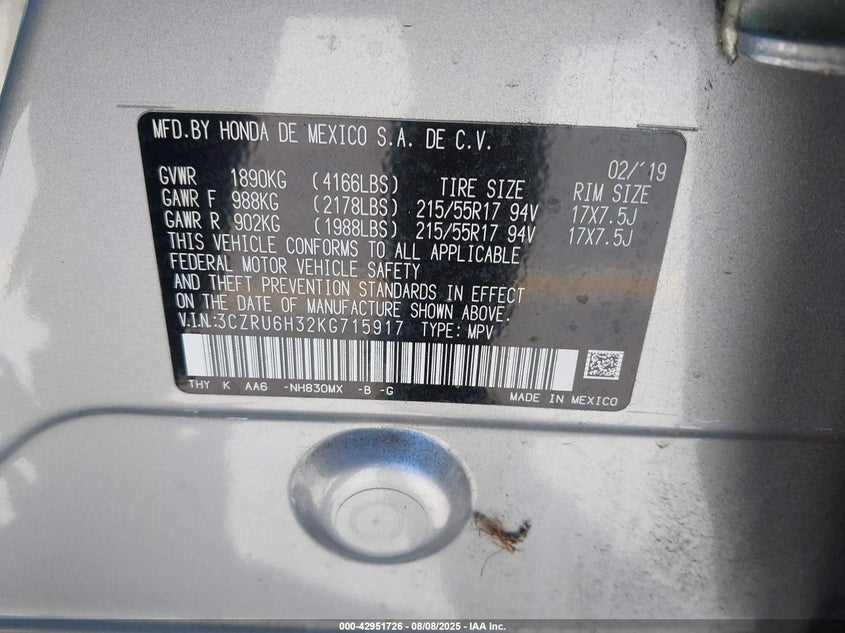 MFD.BY HONDA DE MEXICO S.A. DE C.V.
02/'19
GVWR 1890KG (4166LBS) TIRE SIZE RIM SIZE
GAWR F 988KG (2178LBS) 215/55R17 94V 17X7.5J
GAWR R 902KG (1988LBS) 215/55R17 94V 17X7.5J
THIS VEHICLE CONFORMS TO ALL APPLICABLE
FEDERAL MOTOR VEHICLE SAFETY
AND THEFT PREVENTION STANDARDS IN EFFECT
ON THE DATE OF MANUFACTURE SHOWN ABOVE.
V.I.N:3CZRU6H32KG715917 TYPE: MPV
THY K AA6 -NH830MX -B -G
MADE IN MEXICO
000-42951726 - 08/08/2025 - IAA Inc.